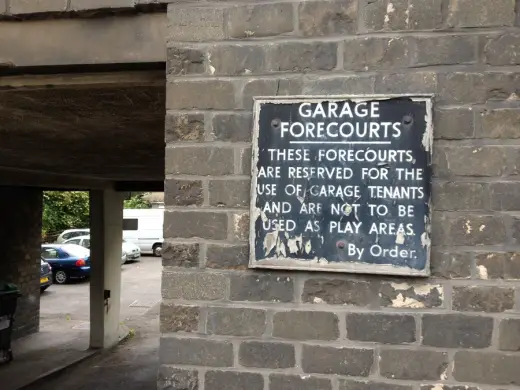 GARAGE
FORECOURTS
THESE FORECOURTS
ARE RESERVED FOR THE
USE OF GARAGE TENANTS
AND ARE NOT TO BE
USED AS PLAY AREAS.
By Order.